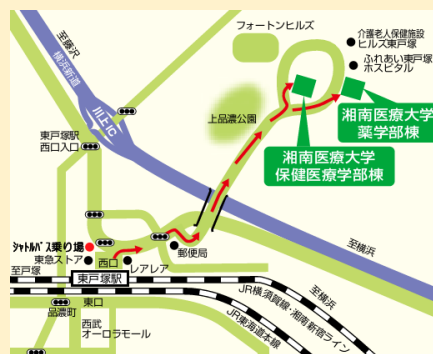 フォートンヒルズ
介護老人保健施設
ヒルズ東戸塚
ふれあい東戸塚
ホスピタル
至藤沢
横浜新道
川上IC
上品濃公園
湘南医療大学
薬学部棟
湘南医療大学
保健医療学部棟
東戸塚駅
西口入口
シャトルバス乗り場
東急ストア
西口
レアレア
郵便局
至横浜
至戸塚
東戸塚駅
品濃町
東口
西武
オーロラモール
至横浜
JR横須賀線・湘南新宿ライン
JR東海道本線